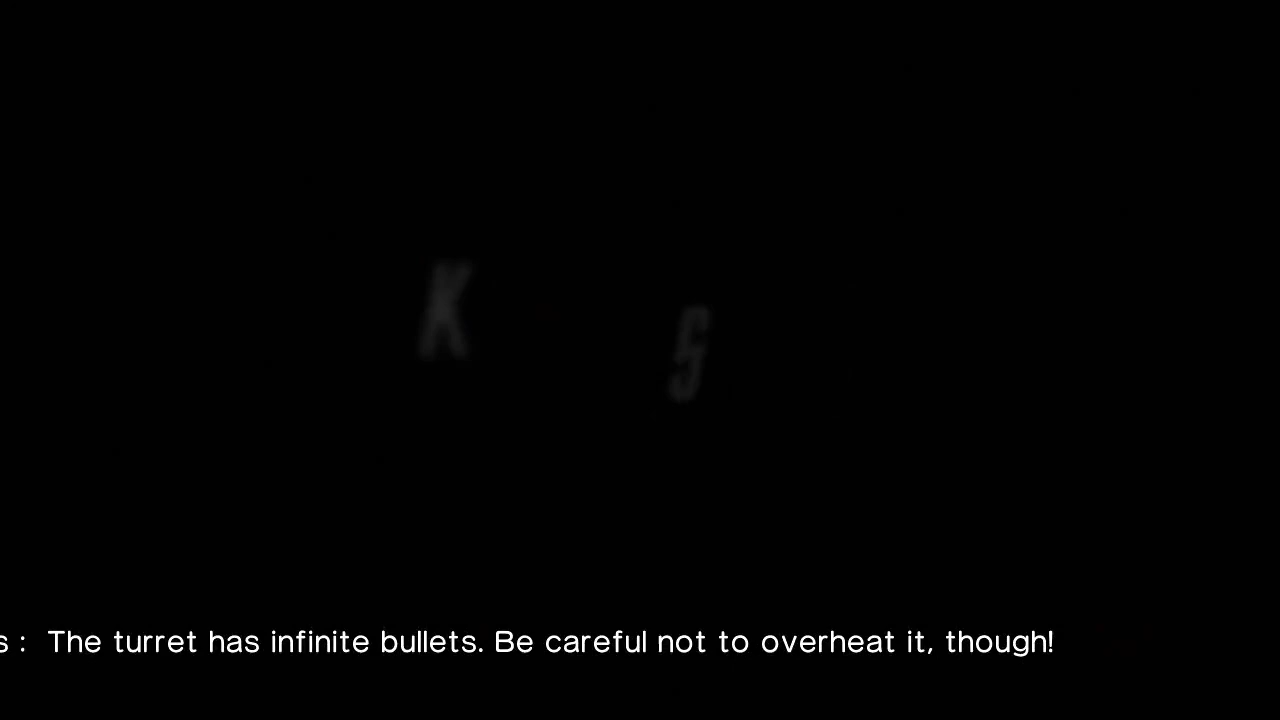 K S
s : The turret has infinite bullets. Be careful not to overheat it, though!